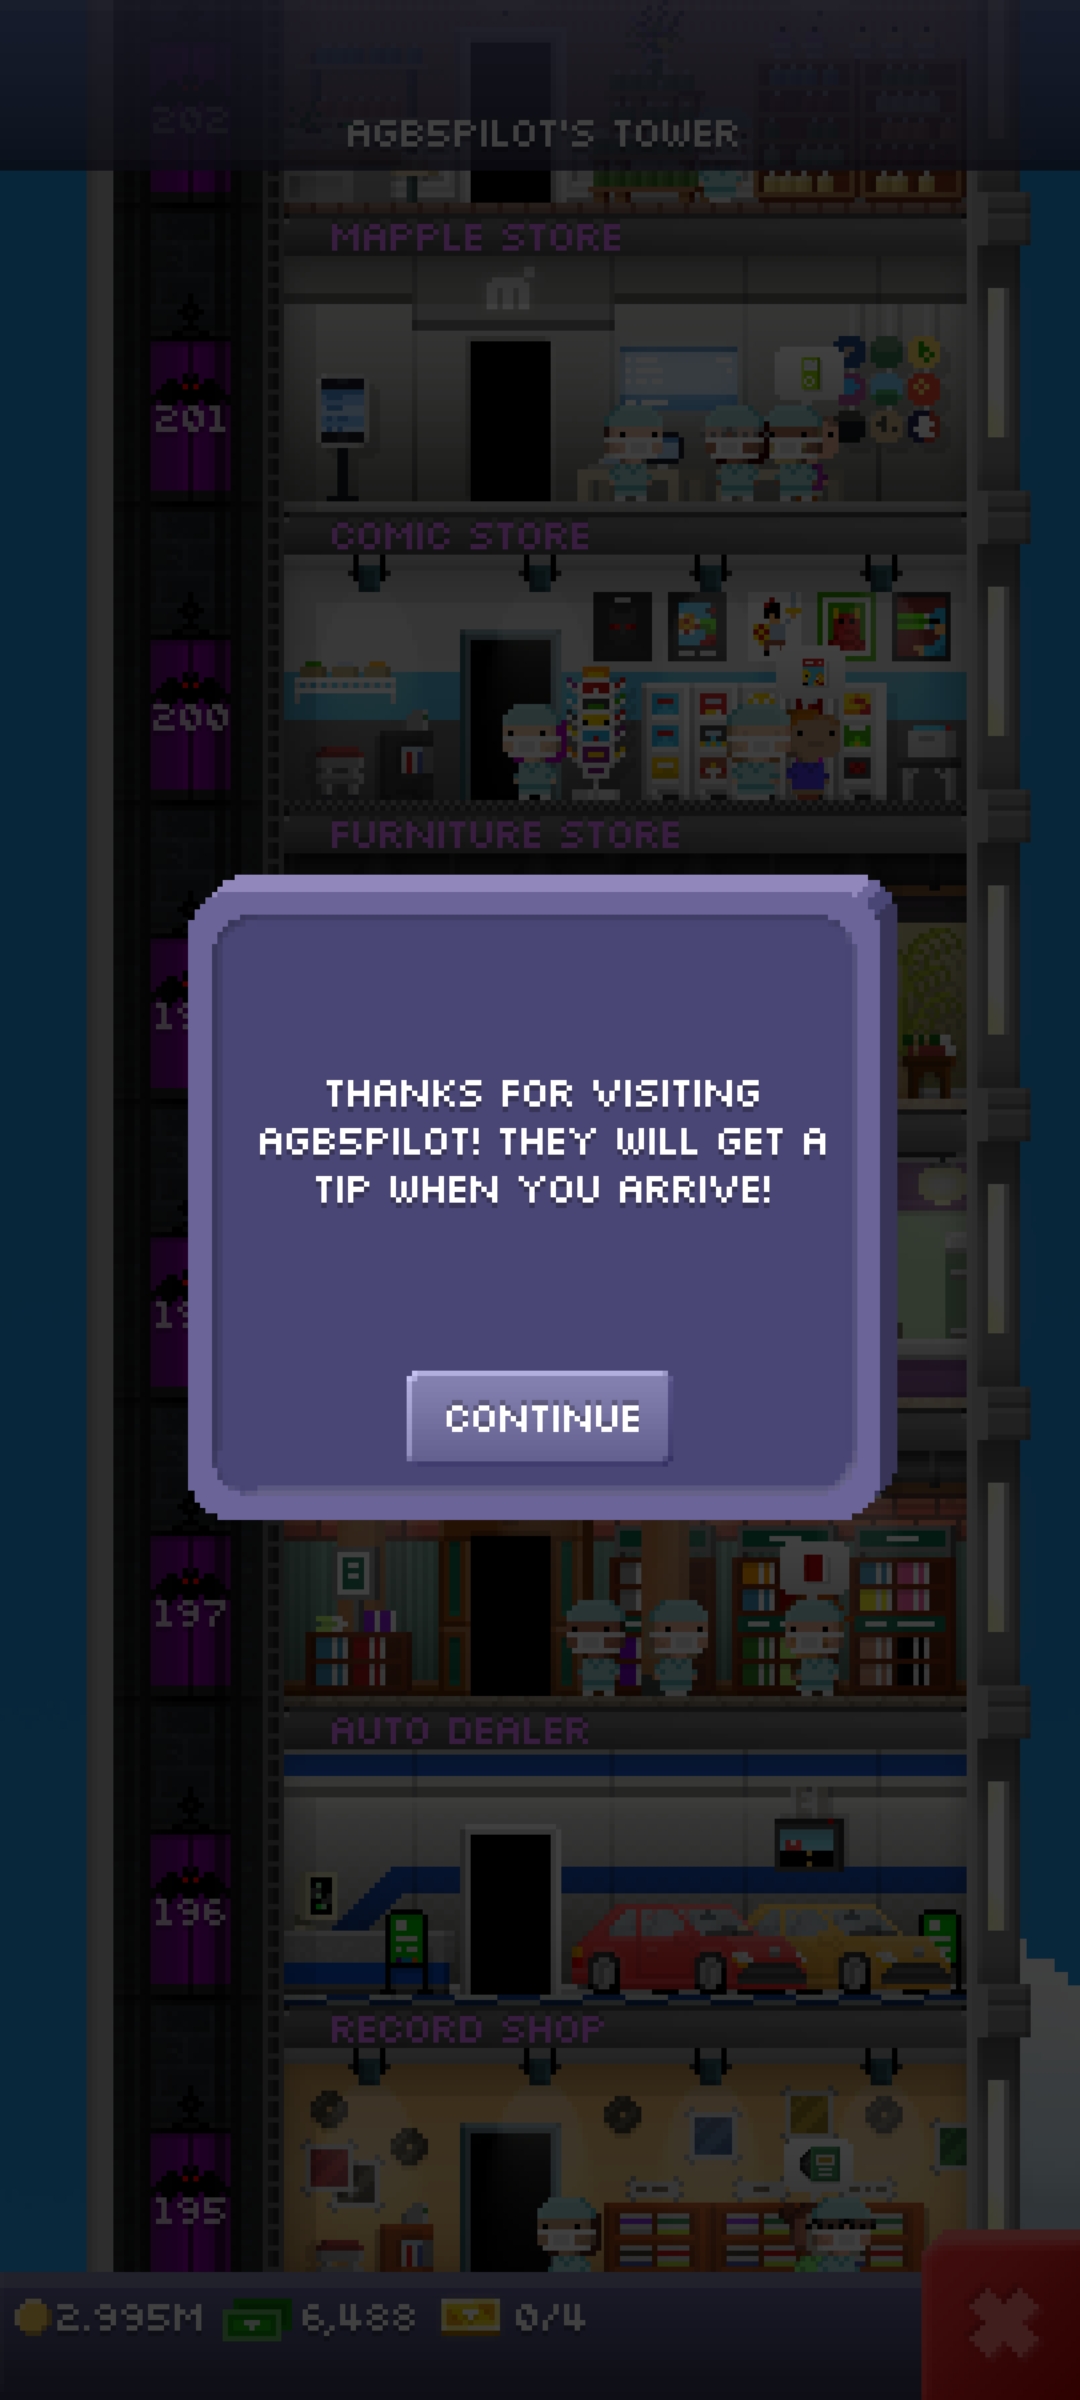 202
AGB5PILOT'S TOWER
MAPPLE STORE
201
COMIC STORE
200
FURNITURE STORE
THANKS FOR VISITING
AGB5PILOT! THEY WILL GET A
TIP WHEN YOU ARRIVE!
CONTINUE
197
AUTO DEALER
196
RECORD SHOP
195
2.995M 6,488 0/4